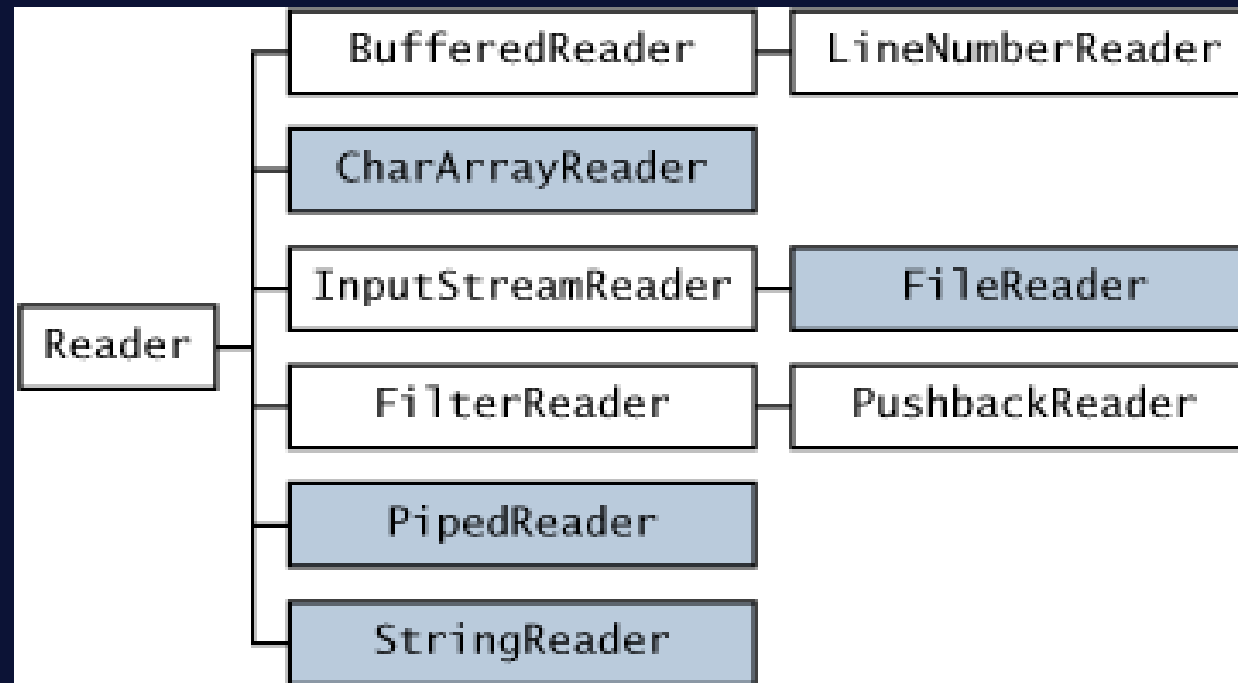 BufferedReader LineNumberReader
CharArrayReader
InputStreamReader FileReader
Reader
FilterReader PushbackReader
PipedReader
StringReader